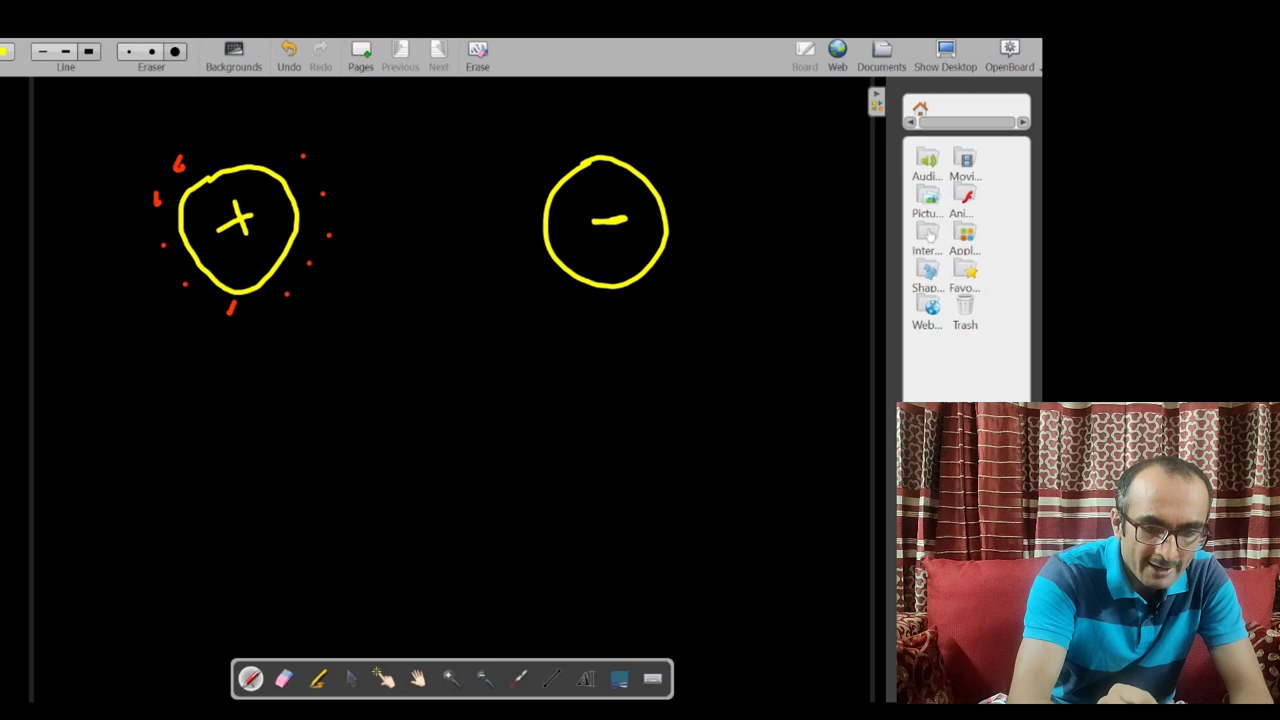 Line
Eraser
Backgrounds
Undo
Redo
Pages
Previous
Next
Erase
Board
Web
Documents
Show Desktop
OpenBoard
+
-
Audi...
Movi...
Pictu...
Ani...
Inter...
Appl...
Shap...
Favo...
Web...
Trash
AI